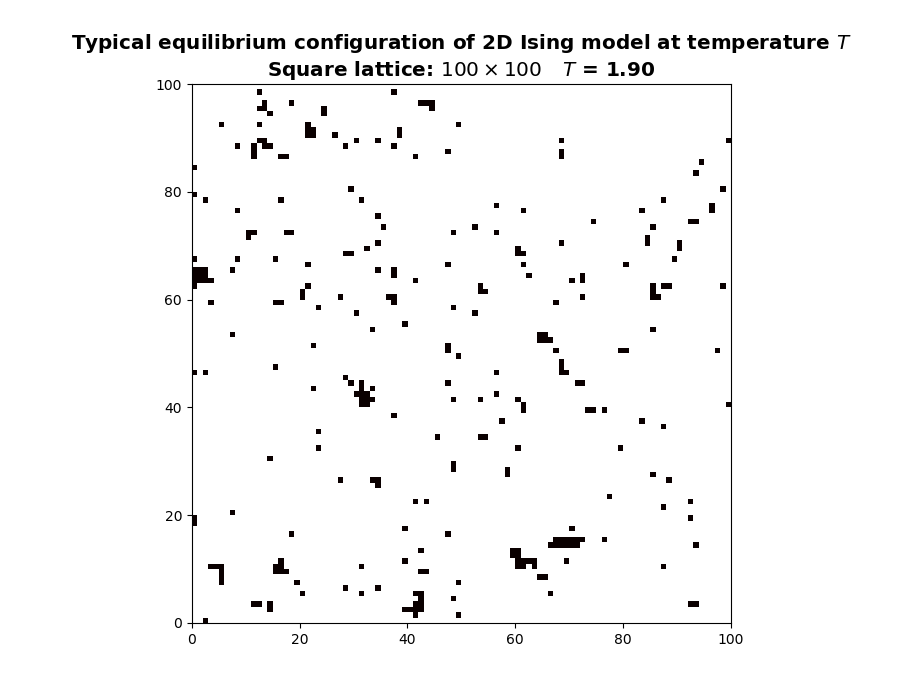 Typical equilibrium configuration of 2D Ising model at temperature T
Square lattice: 100 × 100 T = 1.90
100
80
60
40
20
0
0 20 40 60 80 100